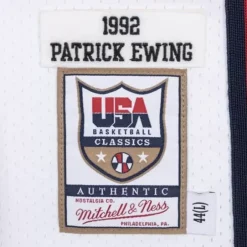 1992
PATRICK EWING
USA
BASKETBALL
CLASSICS
AUTHENTIC
NOSTALGIA CO.
Mitchell & Ness
PHILADELPHIA, PA.
44(L)